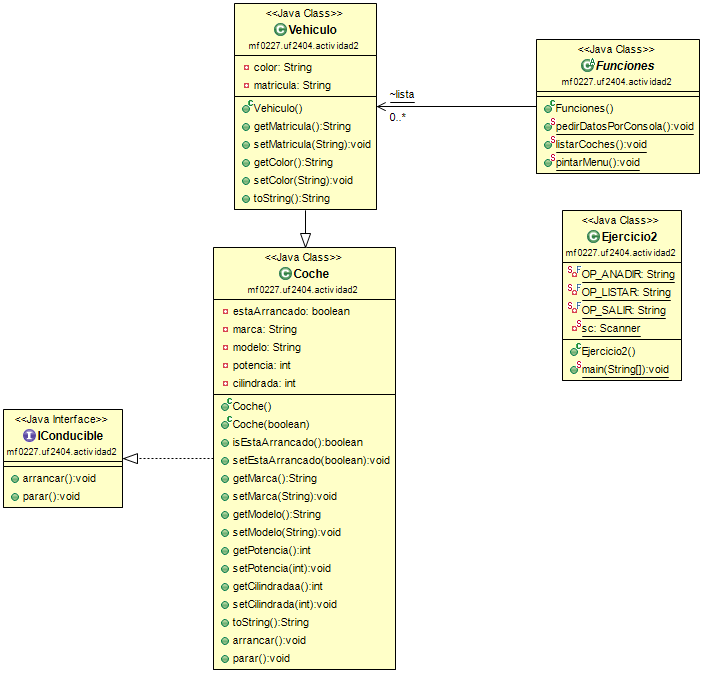 <<Java Class>>
Vehiculo
mf0227.uf2404.actividad2
color: String
matricula: String
Vehiculo()
getMatricula():String
setMatricula(String):void
getColor():String
setColor(String):void
toString():String
~lista
0..*
<<Java Class>>
Funciones
mf0227.uf2404.actividad2
Funciones()
pedirDatosPorConsola():void
listarCoches():void
pintarMenu():void
<<Java Class>>
Ejercicio2
mf0227.uf2404.actividad2
OP_ANADIR: String
OP_LISTAR: String
OP_SALIR: String
sc: Scanner
Ejercicio2()
main(String[]):void
<<Java Class>>
Coche
mf0227.uf2404.actividad2
estaArrancado: boolean
marca: String
modelo: String
potencia: int
cilindrada: int
Coche()
Coche(boolean)
isEstaArrancado():boolean
setEstaArrancado(boolean):void
getMarca():String
setMarca(String):void
getModelo():String
setModelo(String):void
getPotencia():int
setPotencia(int):void
getCilindradaa():int
setCilindrada(int):void
toString():String
arrancar():void
parar():void
<<Java Interface>>
IConducible
mf0227.uf2404.actividad2
arrancar():void
parar():void